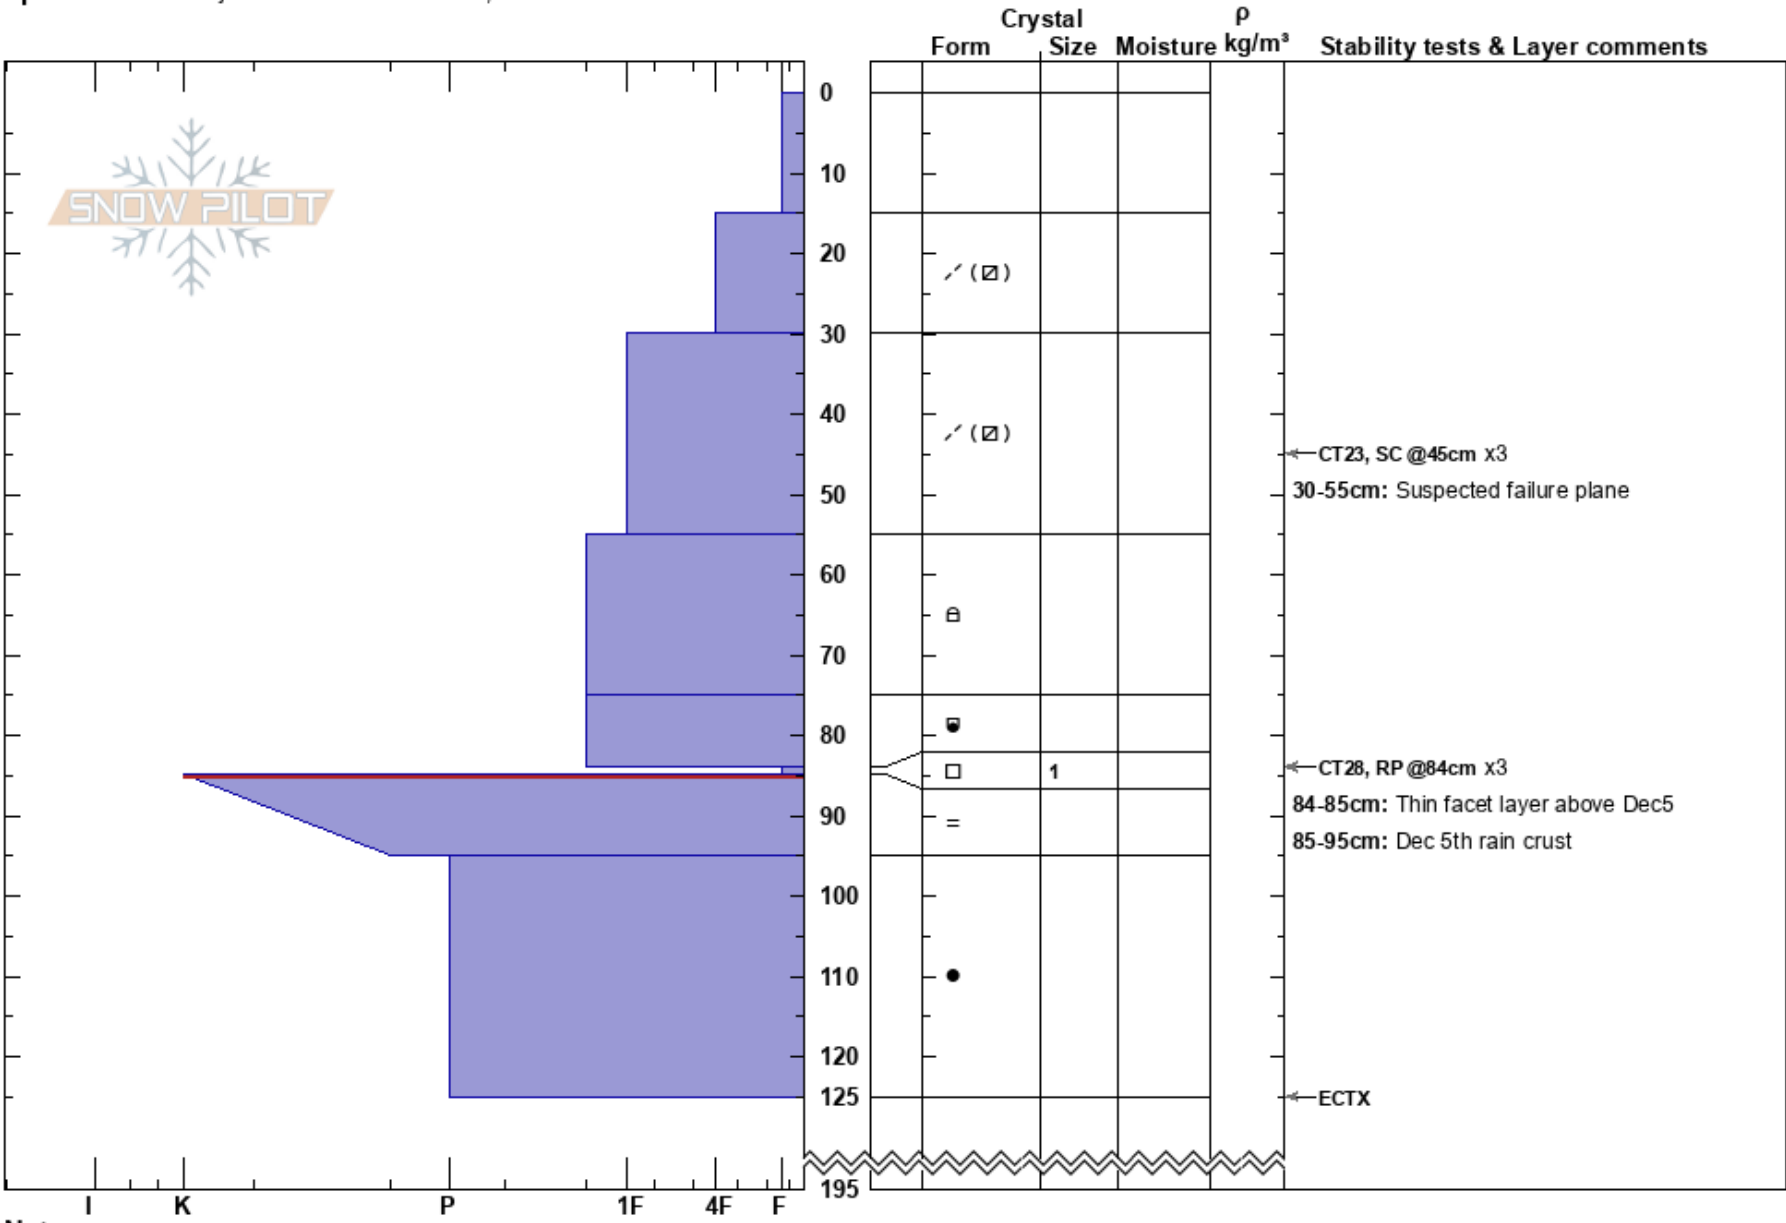 Crystal
ρ
Form Size Moisture kg/m³ Stability tests & Layer comments
SNOW PILOT
0
10
20
30
40
50
60
70
80
90
100
110
120
125
195
( )
( )
1
=
CT23, SC @45cm x3
30-55cm: Suspected failure plane
CT28, RP @84cm x3
84-85cm: Thin facet layer above Dec5
85-95cm: Dec 5th rain crust
ECTX
I K P 1F 4F F